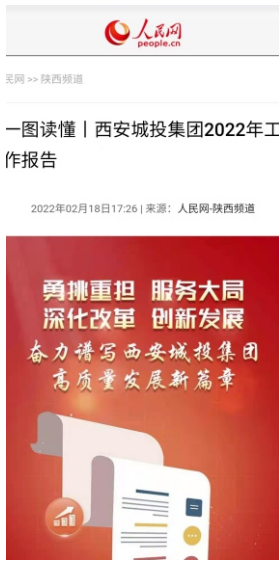 人民网
people.cn
民网 >> 陕西频道
一图读懂丨西安城投集团2022年工
作报告
2022年02月18日17:26 | 来源：人民网-陕西频道
勇挑重担 服务大局
深化改革 创新发展
奋力谱写西安城投集团
高质量发展新篇章